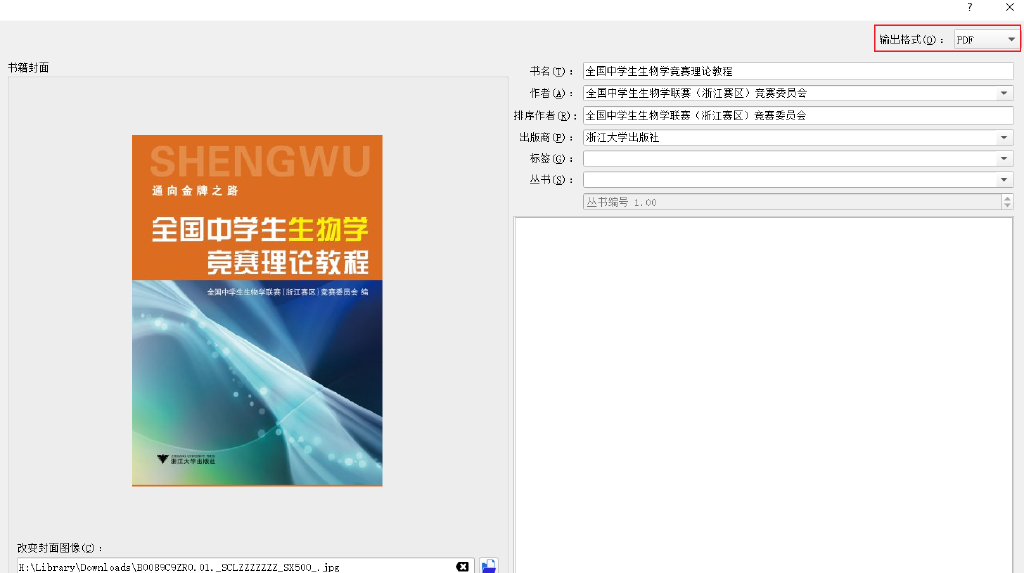 ?
输出格式(O)： PDF
书籍封面
书名(T)： 全国中学生生物学竞赛理论教程
作者(A)： 全国中学生生物学联赛（浙江赛区）竞赛委员会
排序作者(R)： 全国中学生生物学联赛（浙江赛区）竞赛委员会
出版商(P)： 浙江大学出版社
标签(G)：
丛书(S)：
丛书编号 1.00
SHENGWU
通向金牌之路
全国中学生生物学
竞赛理论教程
全国中学生生物学联赛(浙江赛区)竞赛委员会 编
浙江大学出版社
改变封面图像(C)：
H:\Library\Downloads\B0089C9ZRO.01._SCLZZZZZZZ_SX500_.jpg